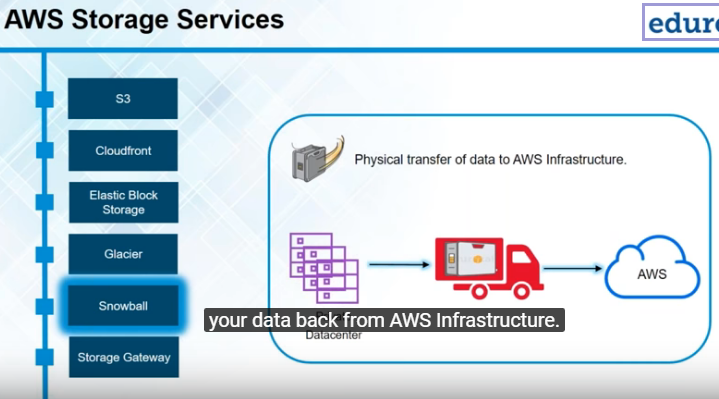 AWS Storage Services
S3
Cloudfront
Elastic Block
Storage
Glacier
Snowball
Storage Gateway
Physical transfer of data to AWS Infrastructure.
AWS
your data back from AWS Infrastructure.
Datacenter